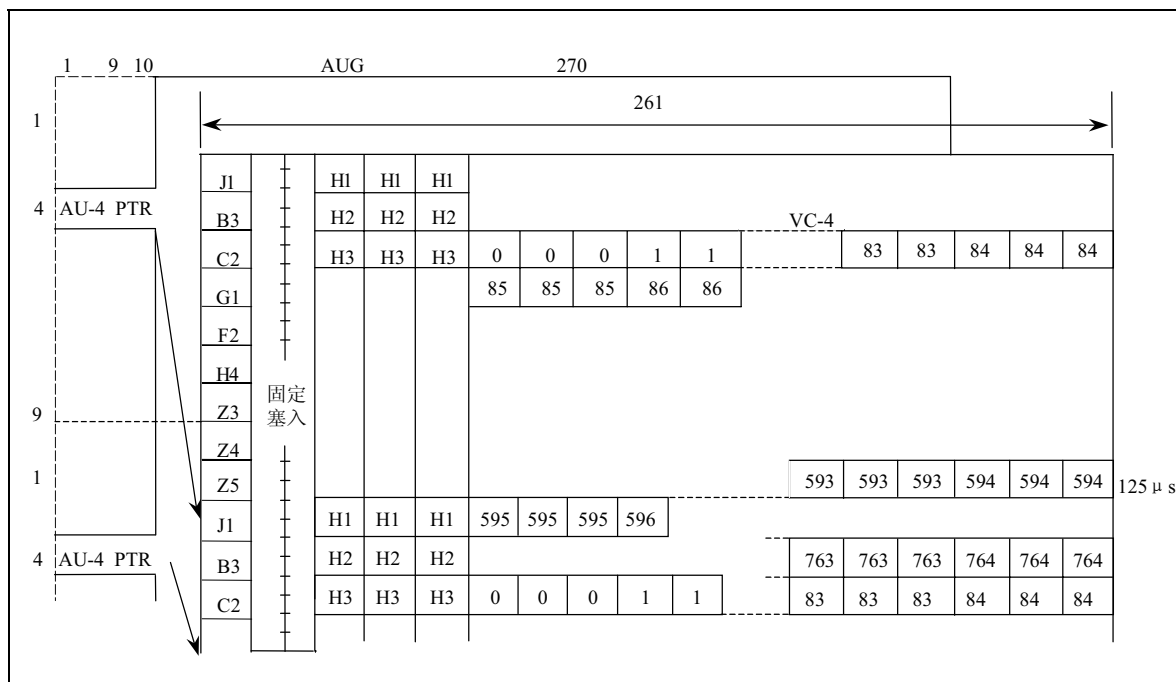 1 9 10 AUG 270
261
1
J1 H1 H1 H1
4 AU-4 PTR
B3 H2 H2 H2 VC-4
C2 H3 H3 H3 0 0 0 1 1 83 83 84 84 84
G1 85 85 85 86 86
F2
H4
固定
塞入
Z3
9
Z4
1
Z5 593 593 593 594 594 594 125 μs
J1 H1 H1 H1 595 595 595 596
4 AU-4 PTR
B3 H2 H2 H2 763 763 763 764 764 764
C2 H3 H3 H3 0 0 0 1 1 83 83 83 84 84 84